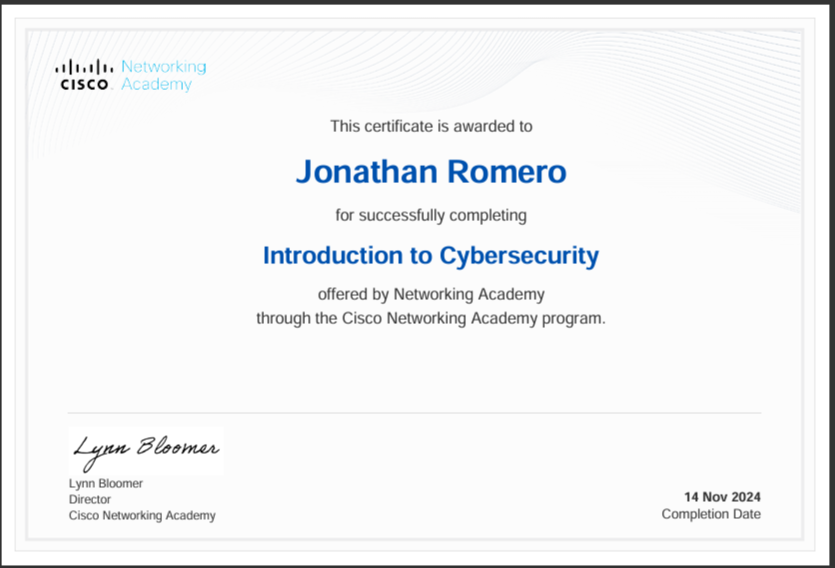 Networking
CISCO Academy
This certificate is awarded to
Jonathan Romero
for successfully completing
Introduction to Cybersecurity
offered by Networking Academy
through the Cisco Networking Academy program.
Lynn Bloomer
Lynn Bloomer
Director
Cisco Networking Academy
14 Nov 2024
Completion Date